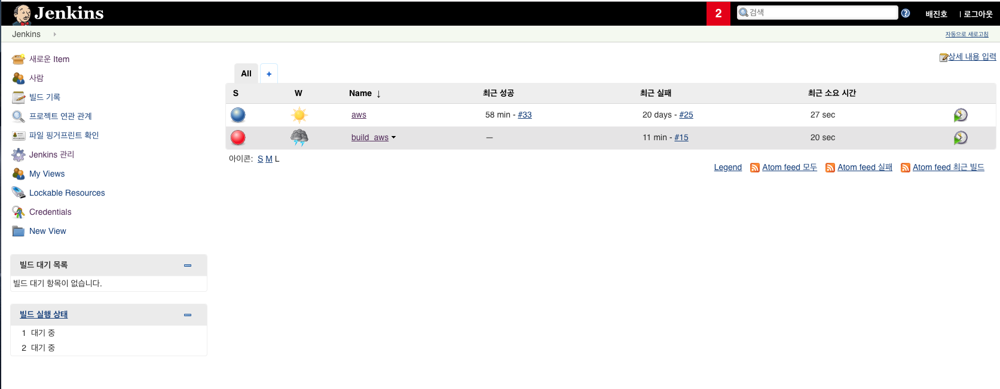 Jenkins
2
검색
배진호
| 로그아웃
Jenkins
자동으로 새로고침
새로운 Item
사람
빌드 기록
프로젝트 연관 관계
파일 핑거프린트 확인
Jenkins 관리
My Views
Lockable Resources
Credentials
New View
빌드 대기 목록
빌드 대기 항목이 없습니다.
빌드 실행 상태
1 대기 중
2 대기 중
상세 내용 입력
All +
S W Name ↓ 최근 성공 최근 실패 최근 소요 시간
aws 58 min - #33 20 days - #25 27 sec
build_aws — 11 min - #15 20 sec
아이콘: S M L
Legend Atom feed 모두 Atom feed 실패 Atom feed 최근 빌드